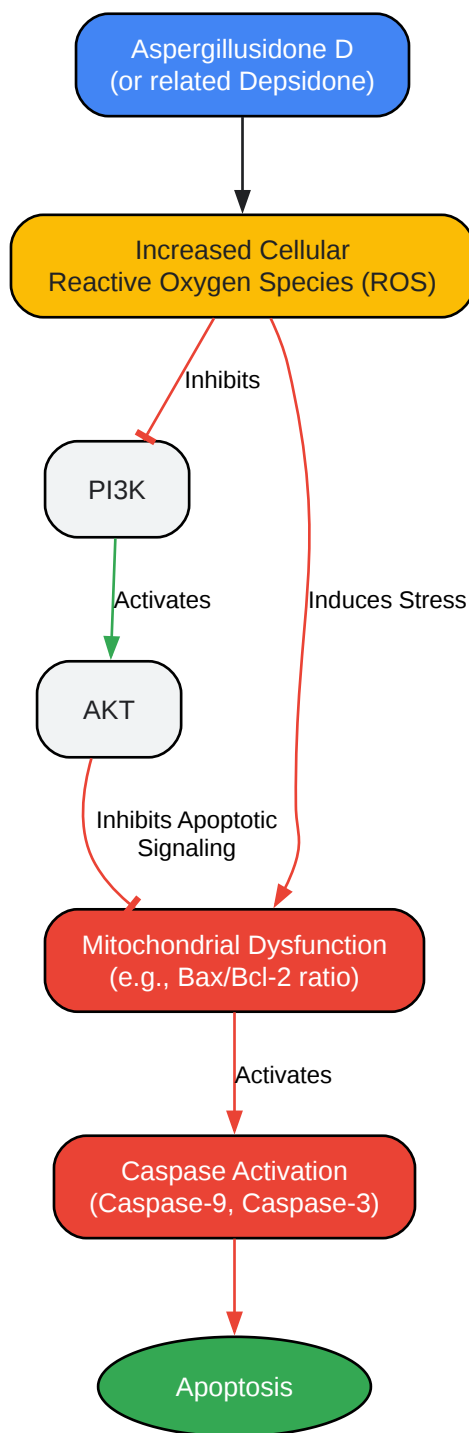 Aspergillusidone D
(or related Depsidone)
Increased Cellular
Reactive Oxygen Species (ROS)
Inhibits
PI3K
Activates
Induces Stress
AKT
Inhibits Apoptotic
Signaling
Mitochondrial Dysfunction
(e.g., Bax/Bcl-2 ratio)
Activates
Caspase Activation
(Caspase-9, Caspase-3)
Apoptosis